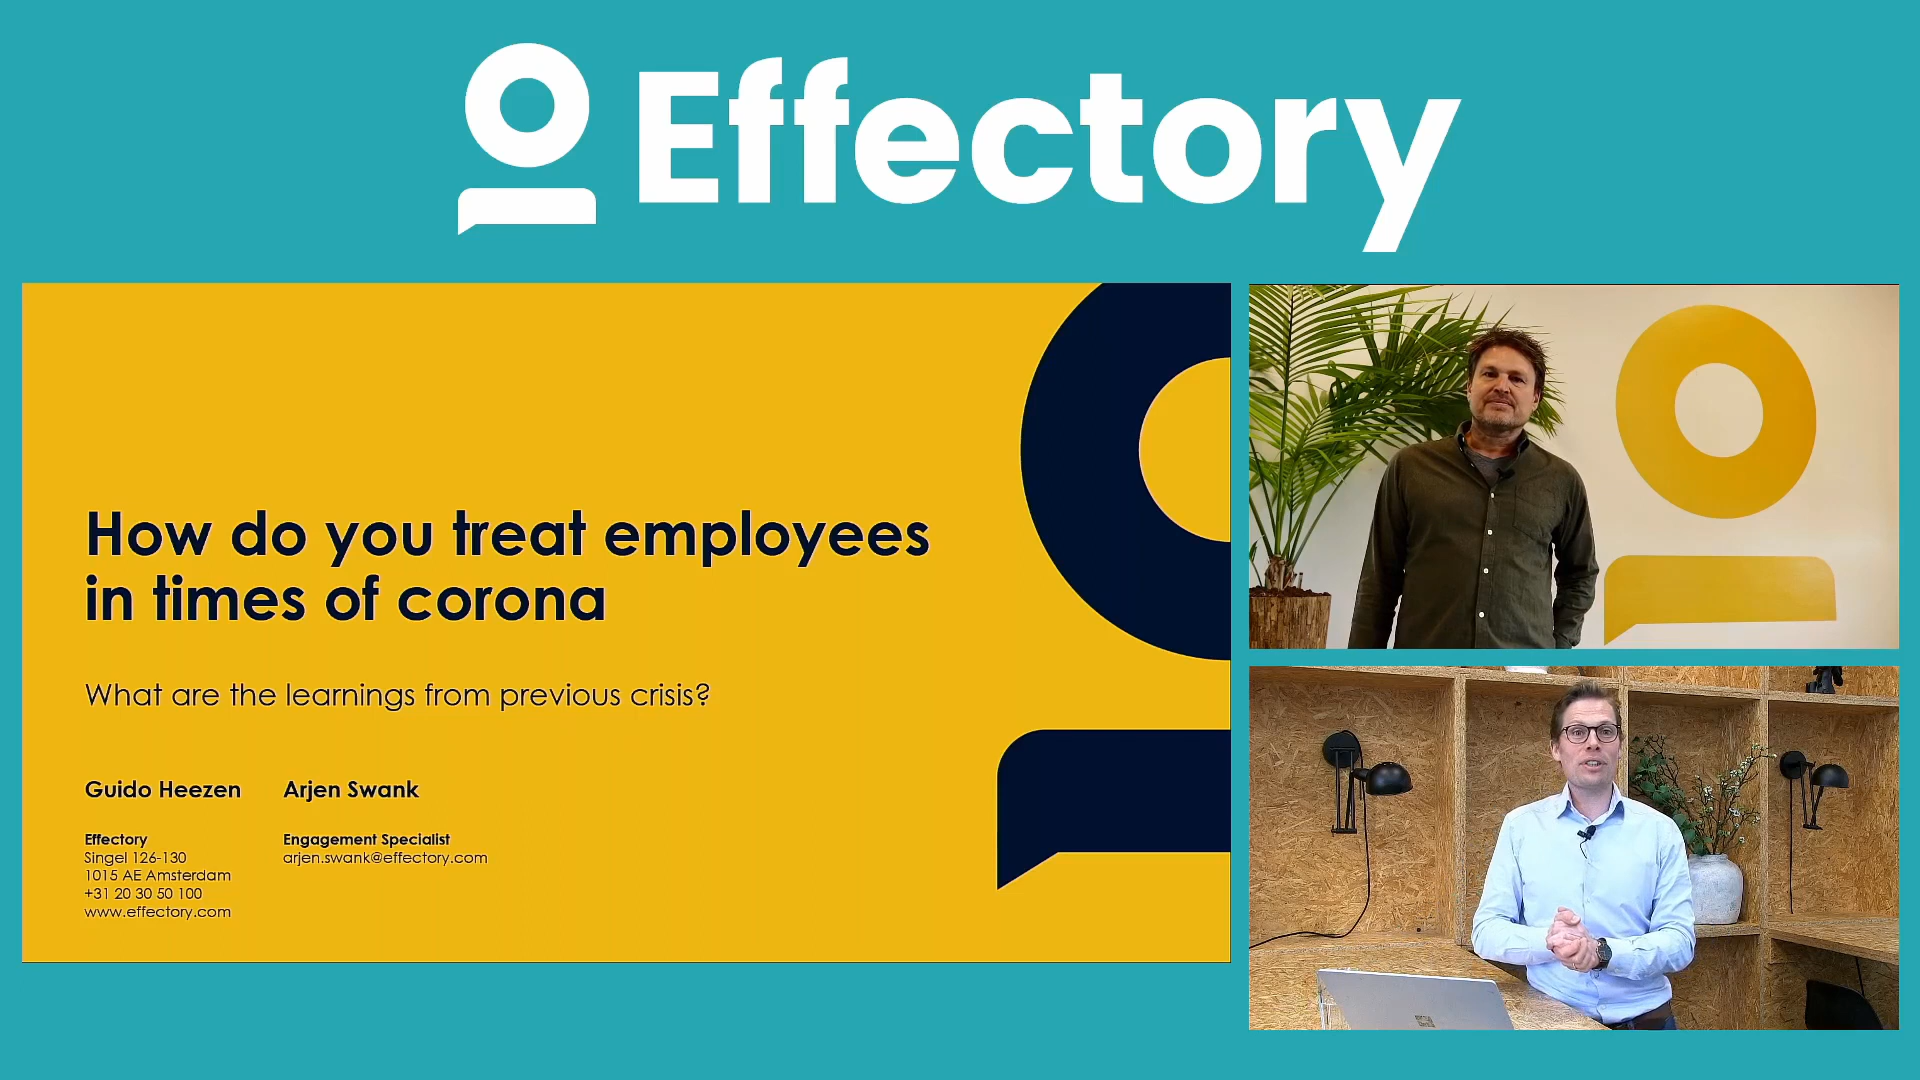 Effectory
How do you treat employees
in times of corona
What are the learnings from previous crisis?
Guido Heezen
Effectory
Singel 126-130
1015 AE Amsterdam
+31 20 30 50 100
www.effectory.com
Arjen Swank
Engagement Specialist
arjen.swank@effectory.com